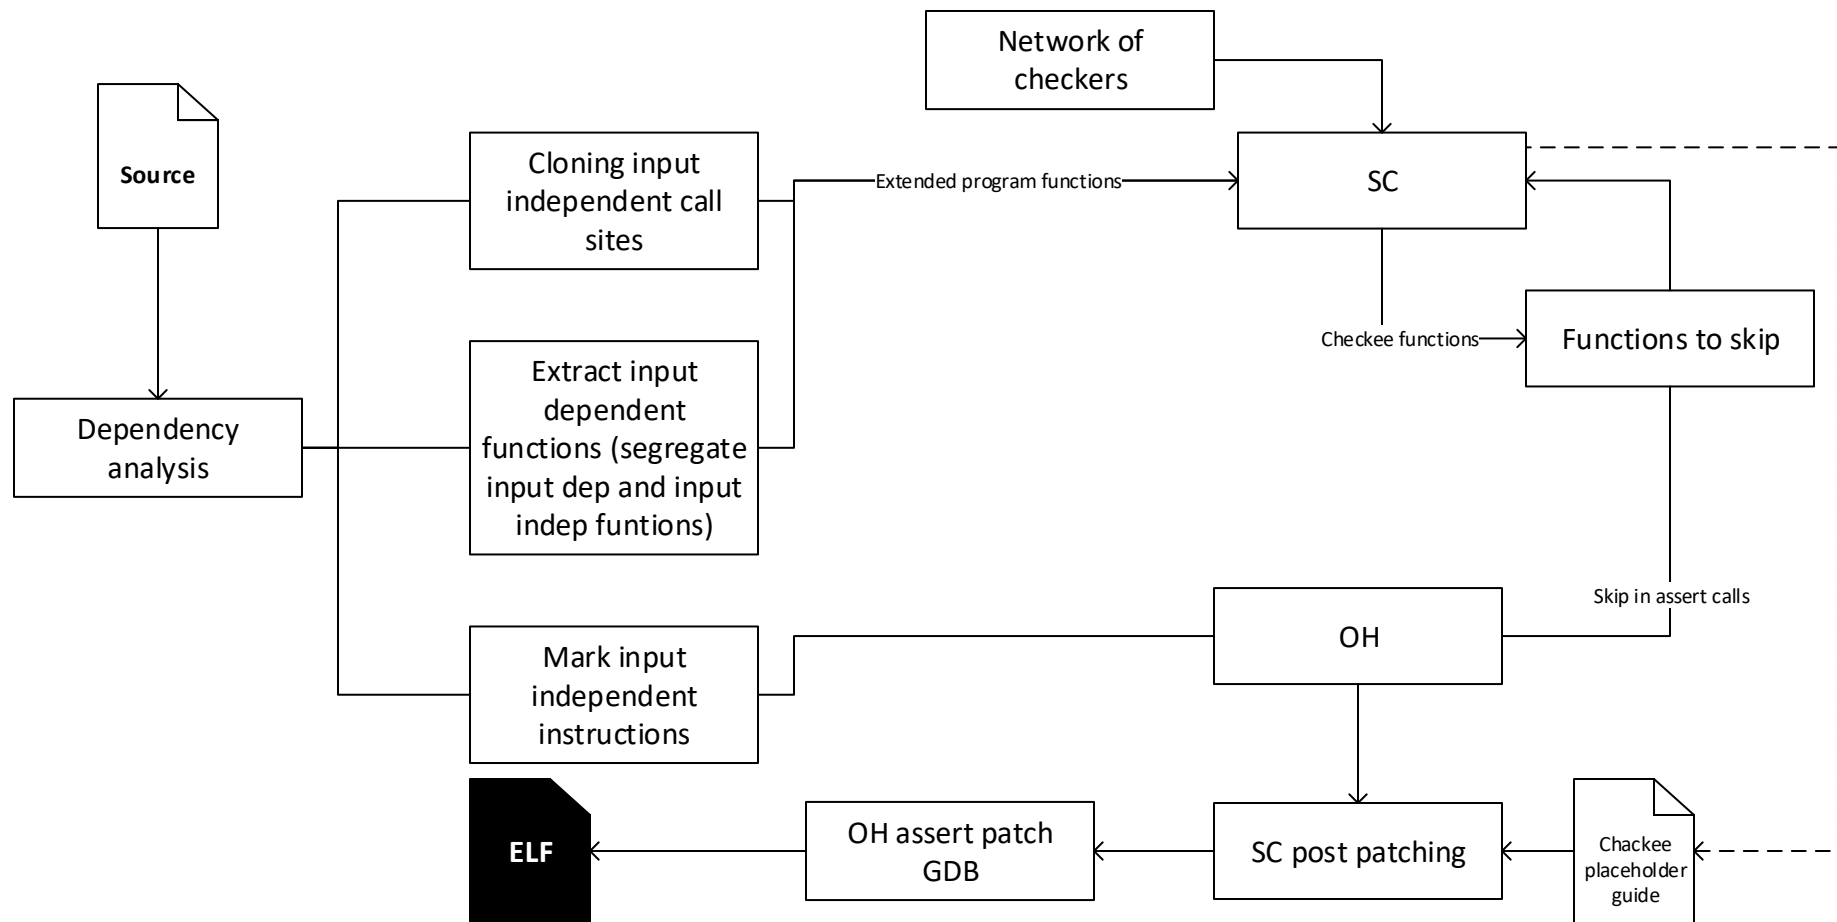 Network of
checkers
Source
Cloning input
independent call
sites
Extended program functions
SC
Checkee functions
Functions to skip
Extract input
dependent
functions (segregate
input dep and input
indep funtions)
Dependency
analysis
Skip in assert calls
OH
Mark input
independent
instructions
ELF
OH assert patch
GDB
SC post patching
Chackee
placeholder
guide